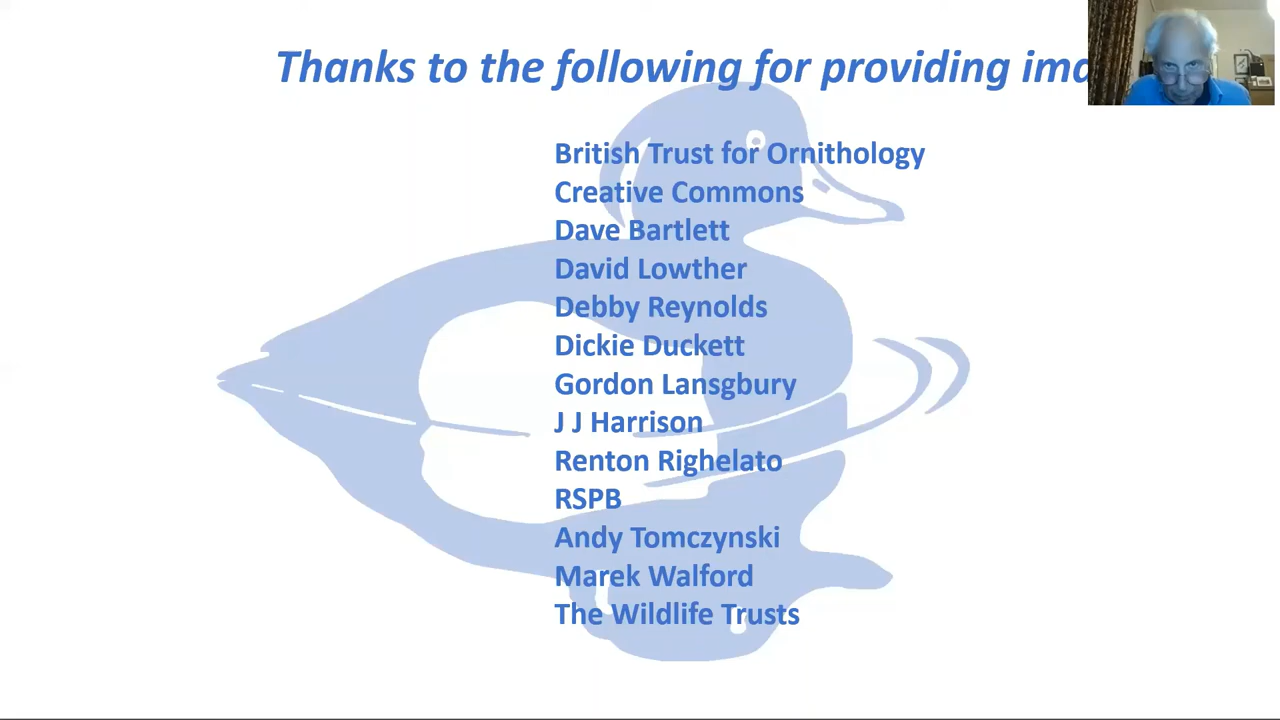 Thanks to the following for providing
British Trust for Ornithology
Creative Commons
Dave Bartlett
David Lowther
Debby Reynolds
Dickie Duckett
Gordon Lansgbury
J J Harrison
Renton Righelato
RSPB
Andy Tomczynski
Marek Walford
The Wildlife Trusts